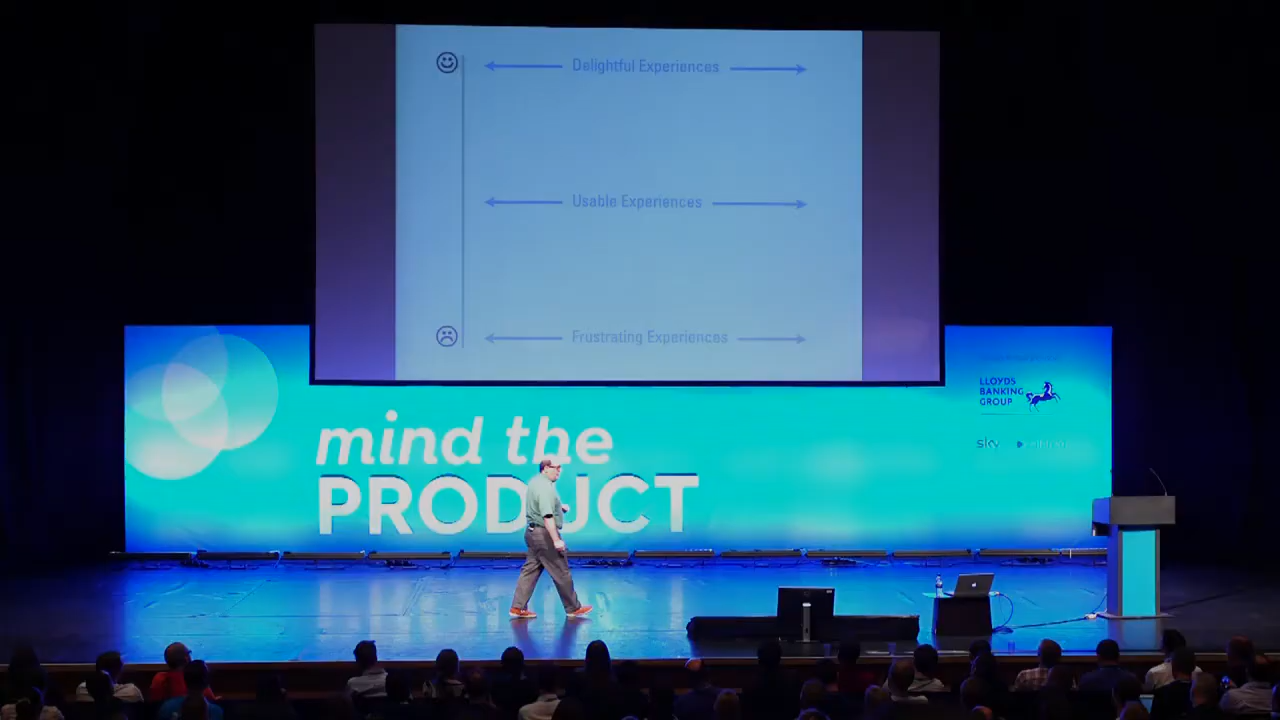 Delightful Experiences
Usable Experiences
Frustrating Experiences
mind the
PRODUCT
LLOYDS
BANKING
GROUP
sky